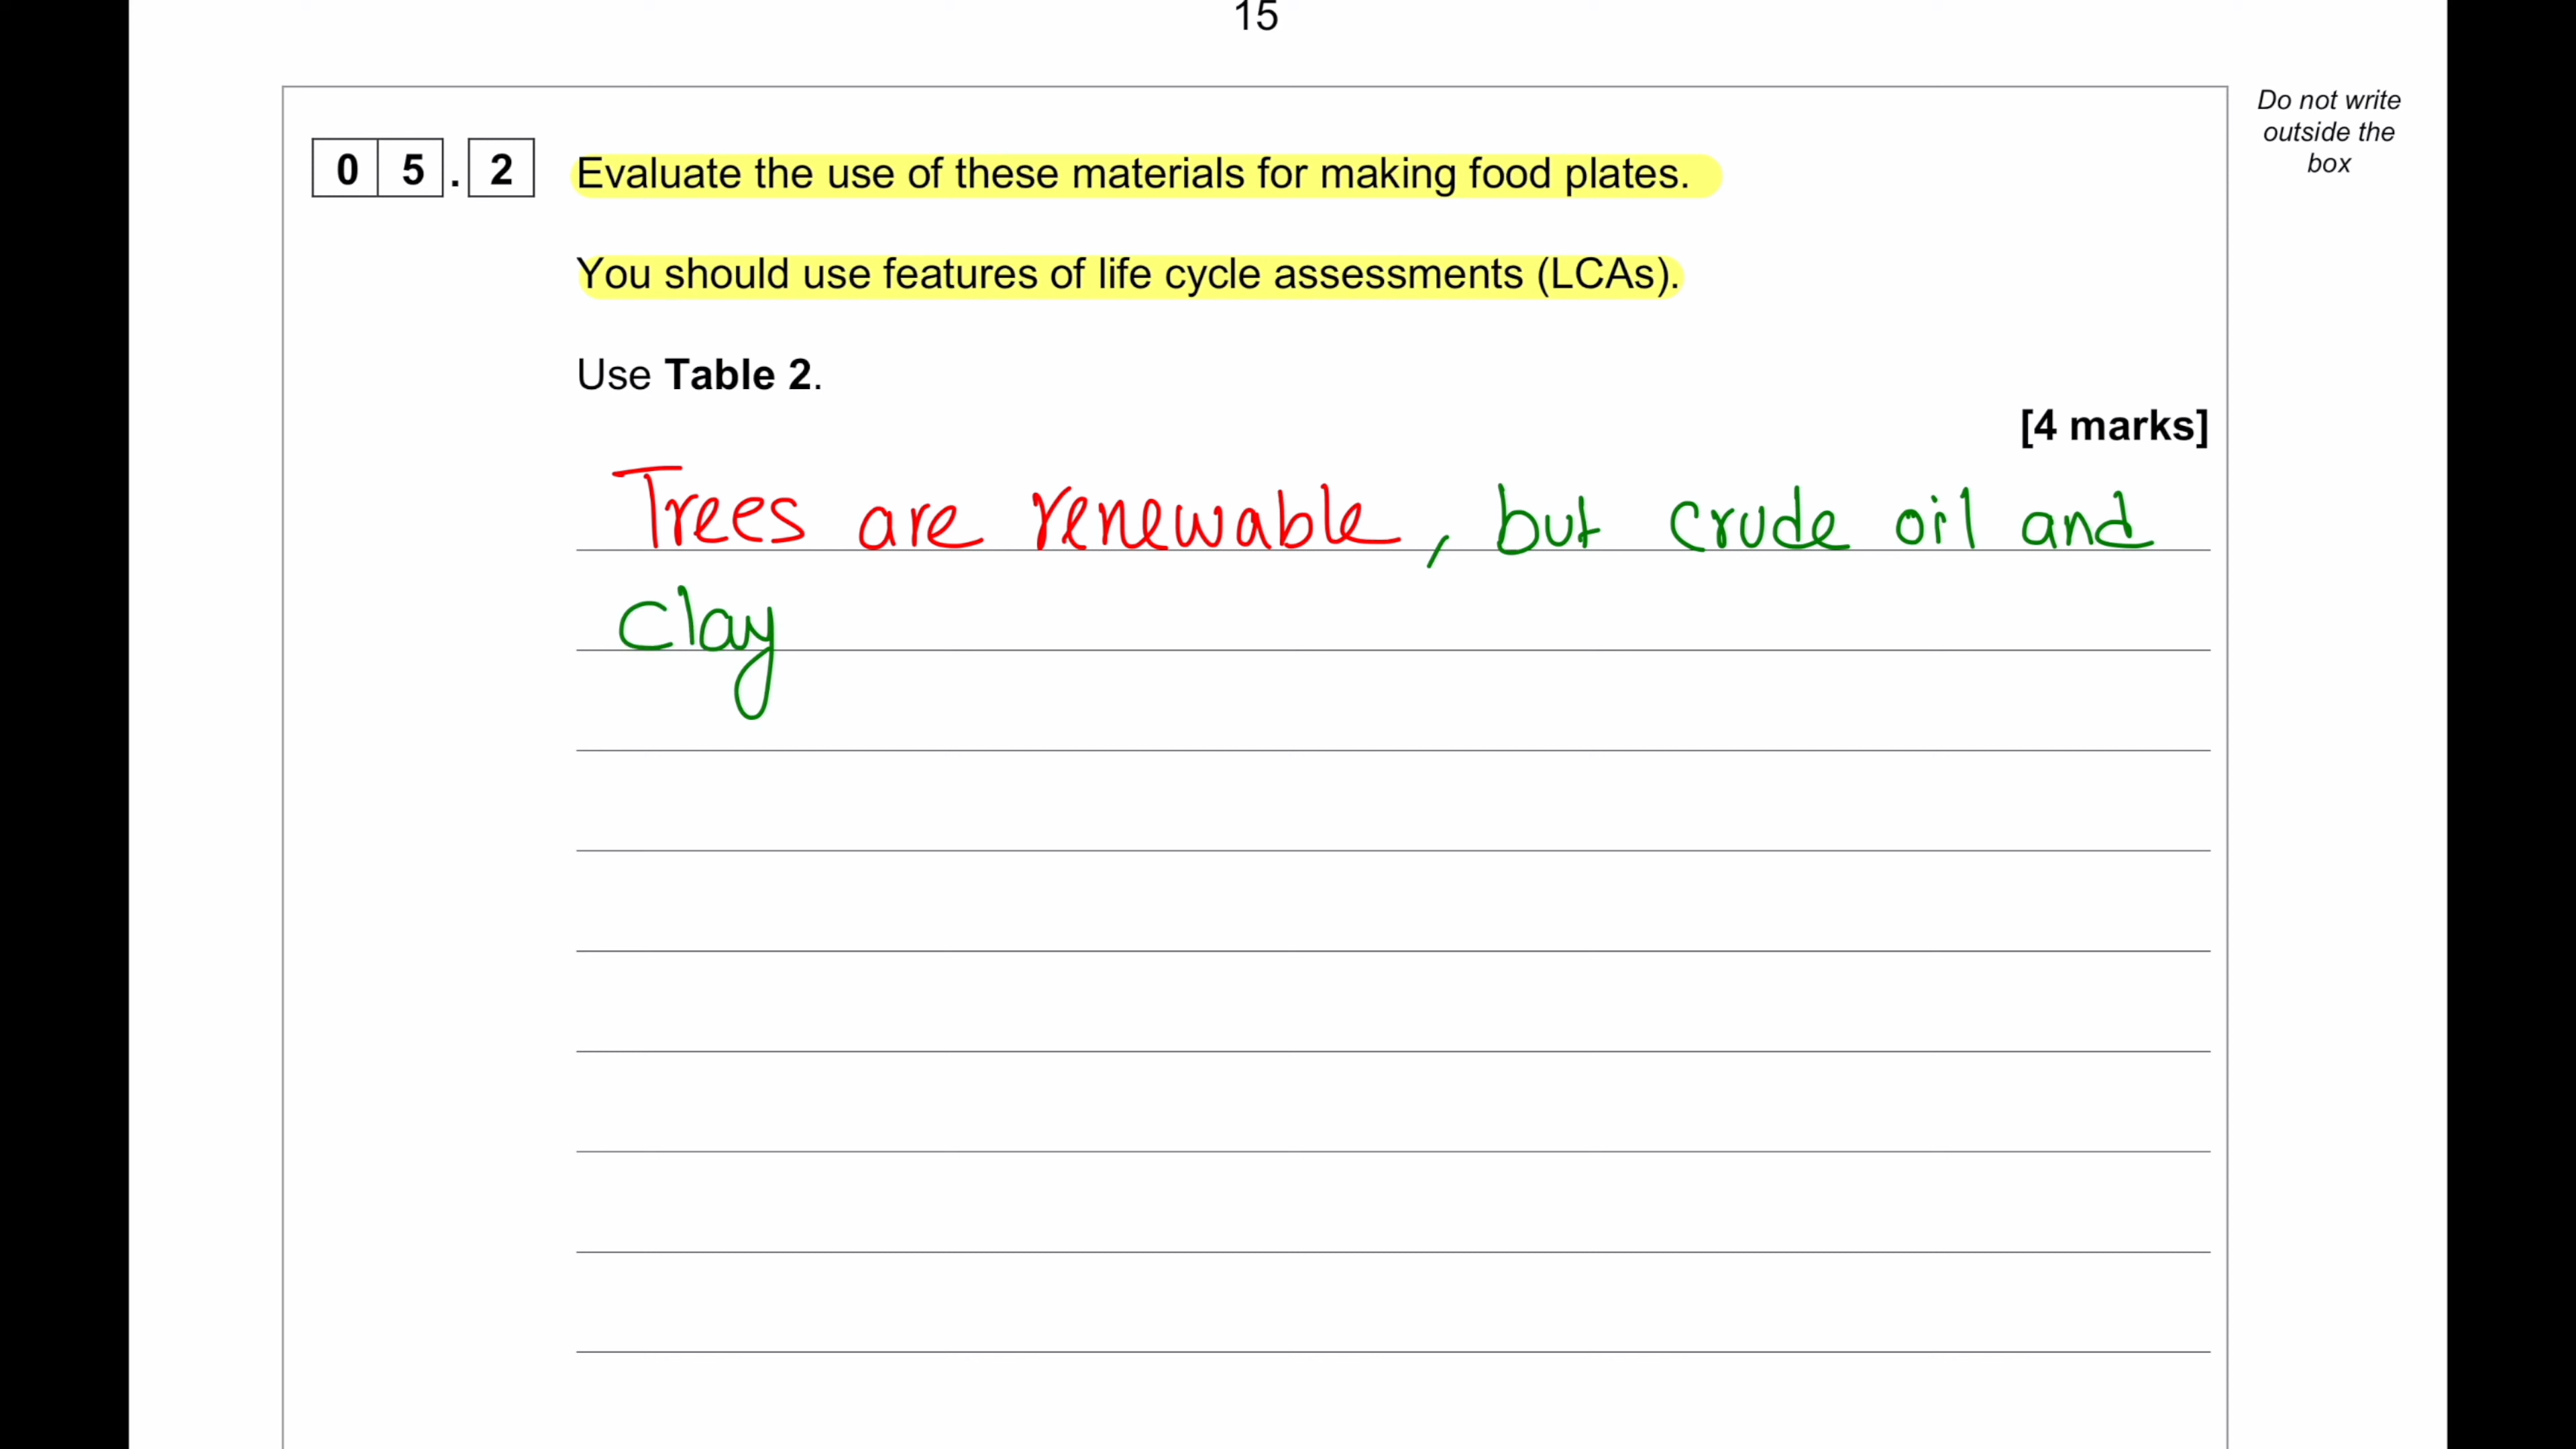 15
Do not write
outside the
box
05.2 Evaluate the use of these materials for making food plates.
You should use features of life cycle assessments (LCAs).
Use Table 2.
[4 marks]
Trees are renewable, but crude oil and
clay